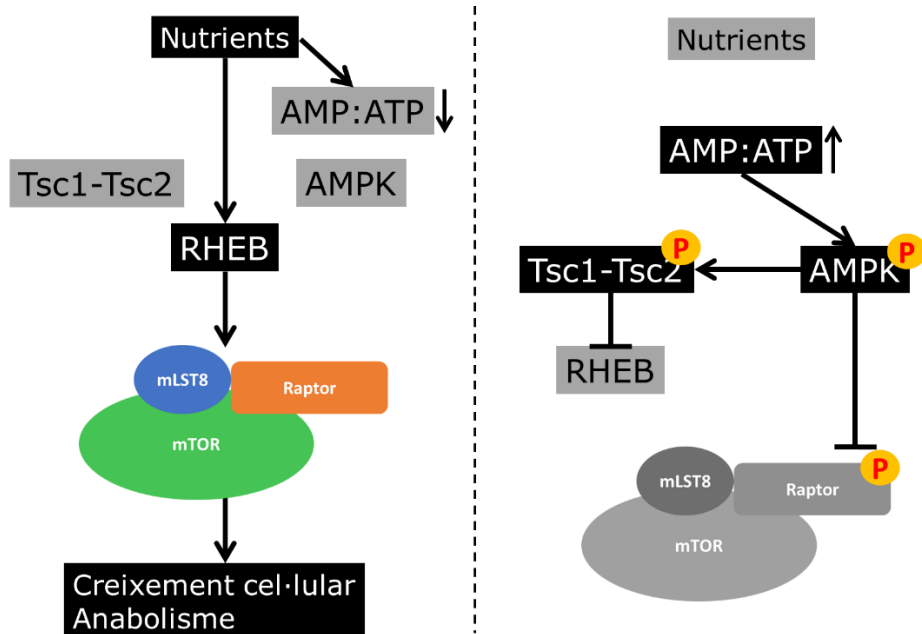 Nutrients
AMP:ATP
Tsc1-Tsc2
AMPK
RHEB
mLST8
Raptor
mTOR
Creixement cel·lular
Anabolisme
Nutrients
AMP:ATP
P
P
Tsc1-Tsc2
AMPK
RHEB
P
mLST8
Raptor
mTOR